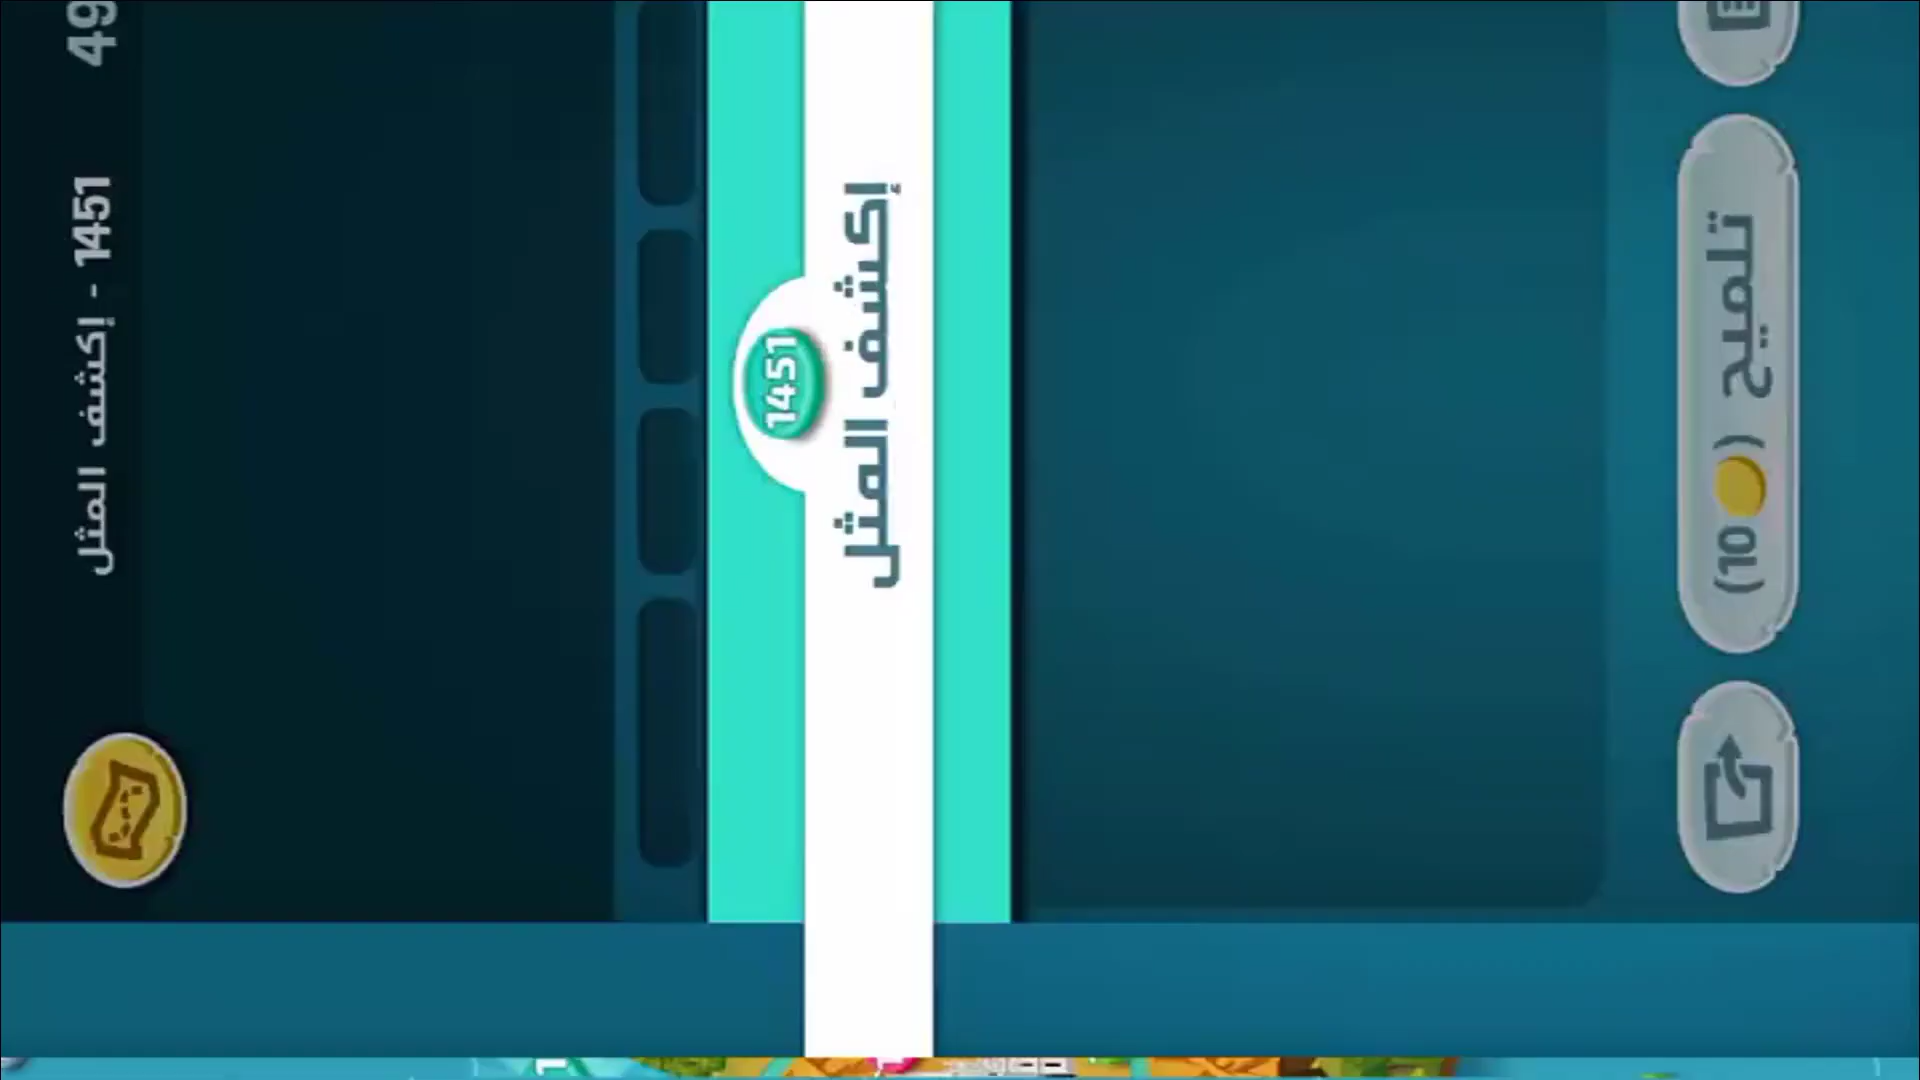 49
1451 - إكشف المثل
1451
إكشف المثل
تلميح
(10 )